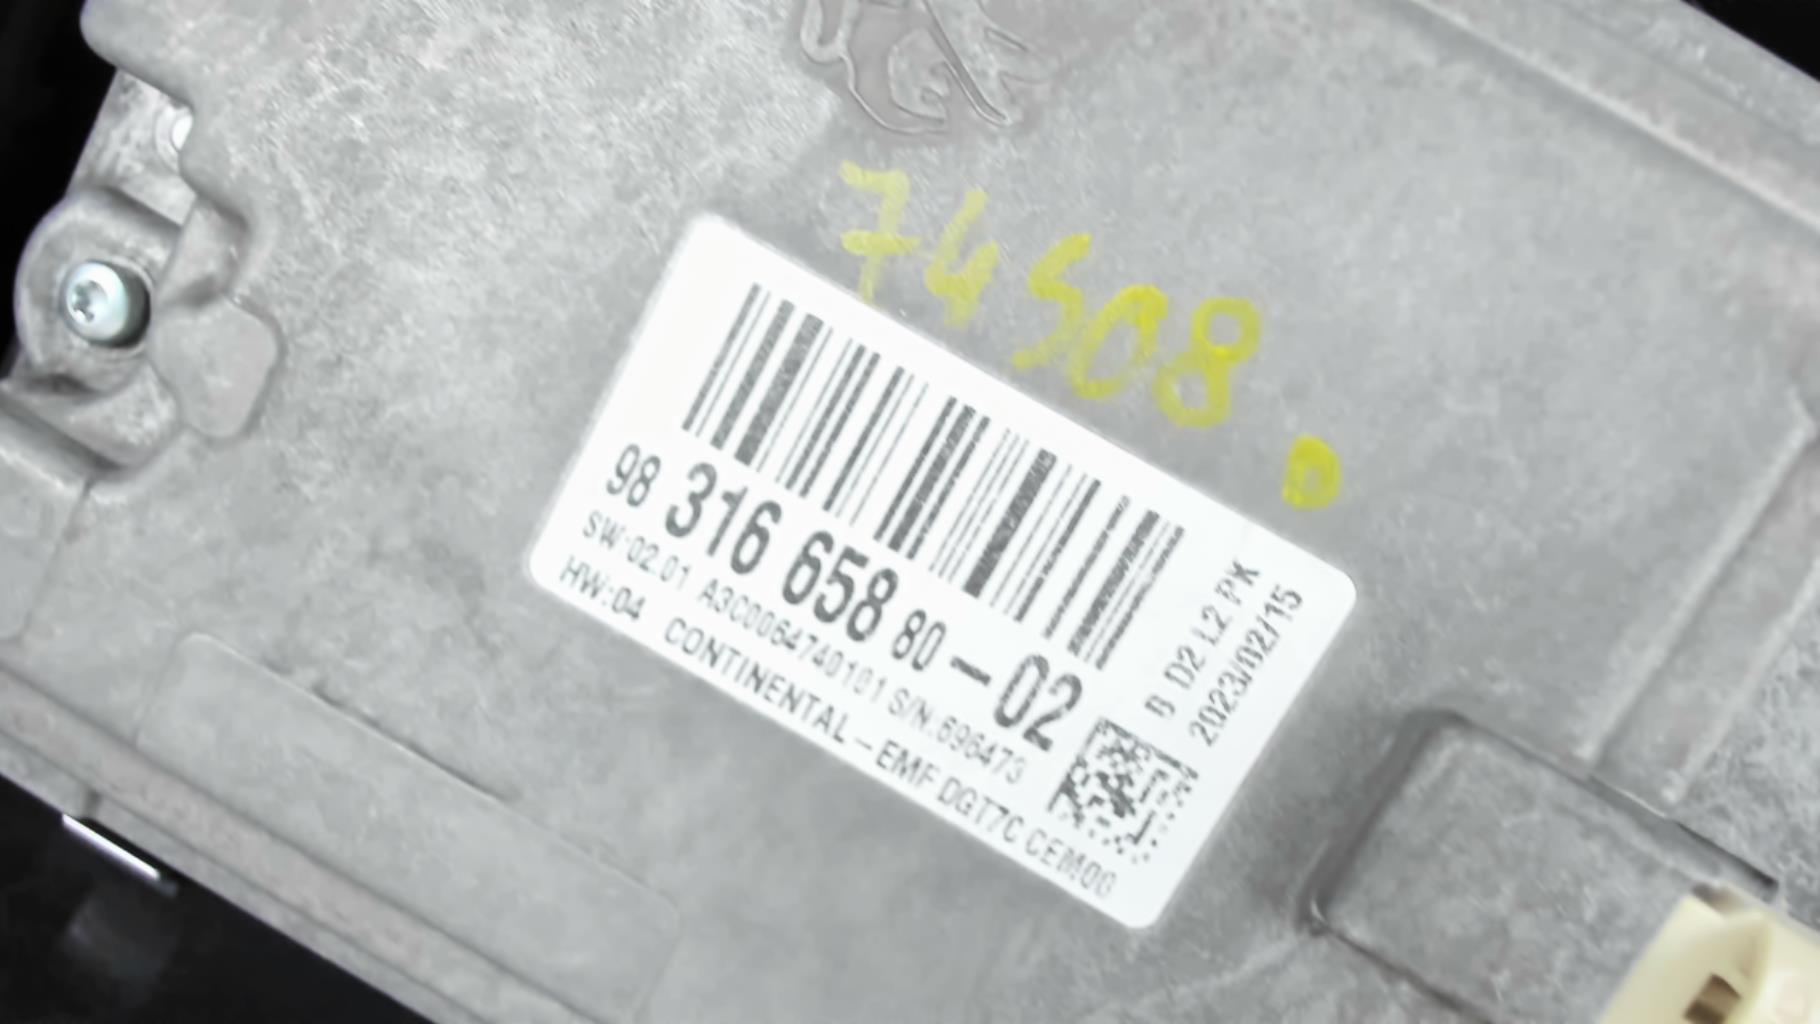 74508
98 316 658 80-02
SW:02.01 A3C0064740101 S/N.696473
HW:04 CONTINENTAL - EMF DGT7C CEM00
B D2 L2 PK
2023/02/15